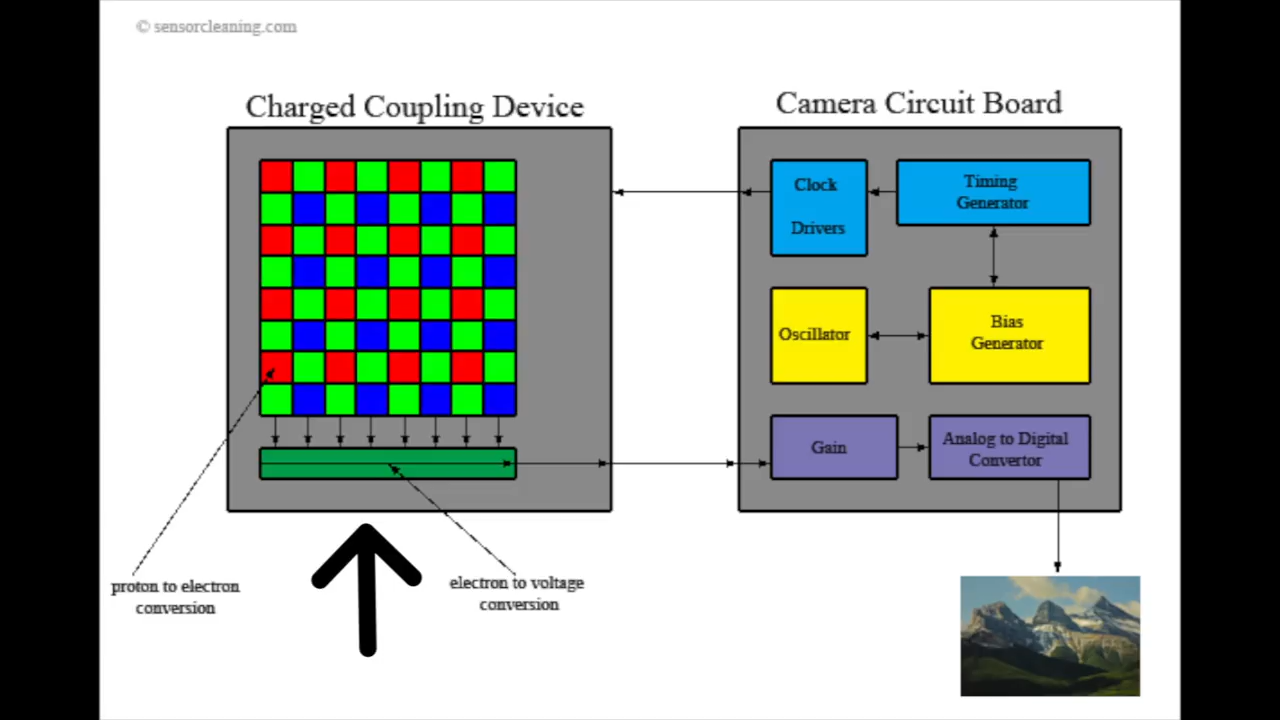 © sensorcleaning.com
Charged Coupling Device
Camera Circuit Board
Clock
Drivers
Timing
Generator
Oscillator
Bias
Generator
Gain
Analog to Digital
Convertor
proton to electron
conversion
electron to voltage
conversion